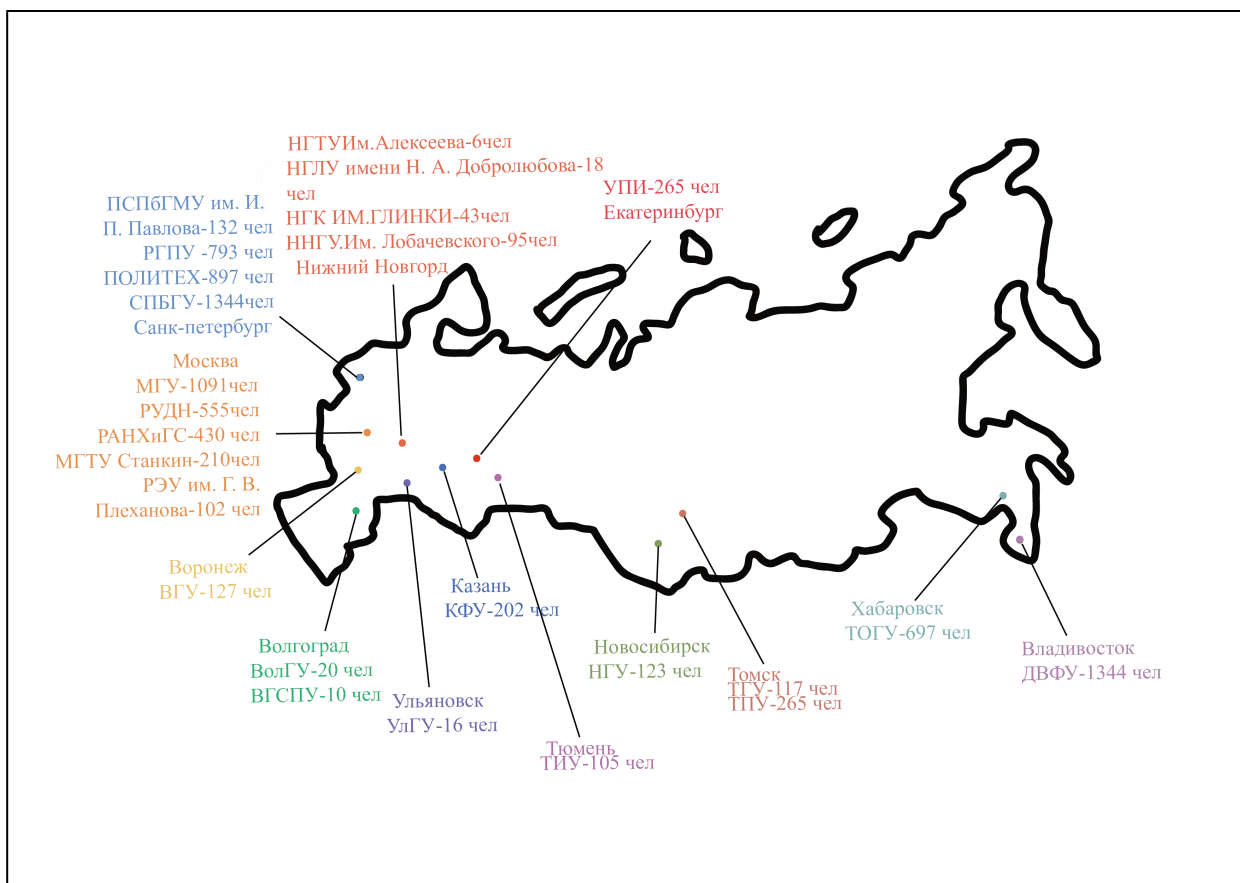 НГТУИм.Алексеева-6чел
НГЛУ имени Н. А. Добролюбова-18
чел
НГК ИМ.ГЛИНКИ-43чел
ННГУ.Им. Лобачевского-95чел
Нижний Новгорд
УПИ-265 чел
Екатеринбург
ПСПбГМУ им. И.
П. Павлова-132 чел
РГПУ -793 чел
ПОЛИТЕХ-897 чел
СПБГУ-1344чел
Санк-петербург
Москва
МГУ-1091чел
РУДН-555чел
РАНХиГС-430 чел
МГТУ Станкин-210чел
РЭУ им. Г. В.
Плеханова-102 чел
Воронеж
ВГУ-127 чел
Волгоград
ВолГУ-20 чел
ВГСПУ-10 чел
Ульяновск
УлГУ-16 чел
Казань
КФУ-202 чел
Тюмень
ТИУ-105 чел
Новосибирск
НГУ-123 чел
Томск
ТГУ-117 чел
ТПУ-265 чел
Хабаровск
ТОГУ-697 чел
Владивосток
ДВФУ-1344 чел